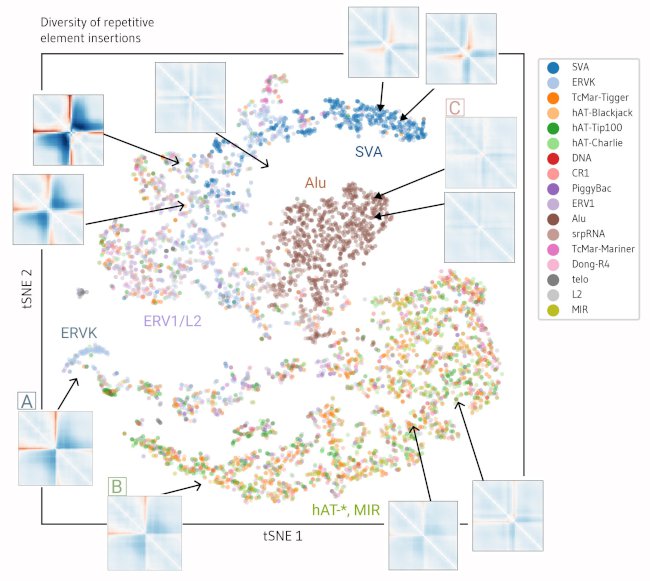 Diversity of repetitive
element insertions
C
SVA
Alu
ERV1/L2
ERVK
A
B
hAT-*, MIR
tSNE 1
tSNE 2
SVA
ERVK
TcMar-Tigger
hAT-Blackjack
hAT-Tip100
hAT-Charlie
DNA
CR1
PiggyBac
ERV1
Alu
srpRNA
TcMar-Mariner
Dong-R4
telo
L2
MIR